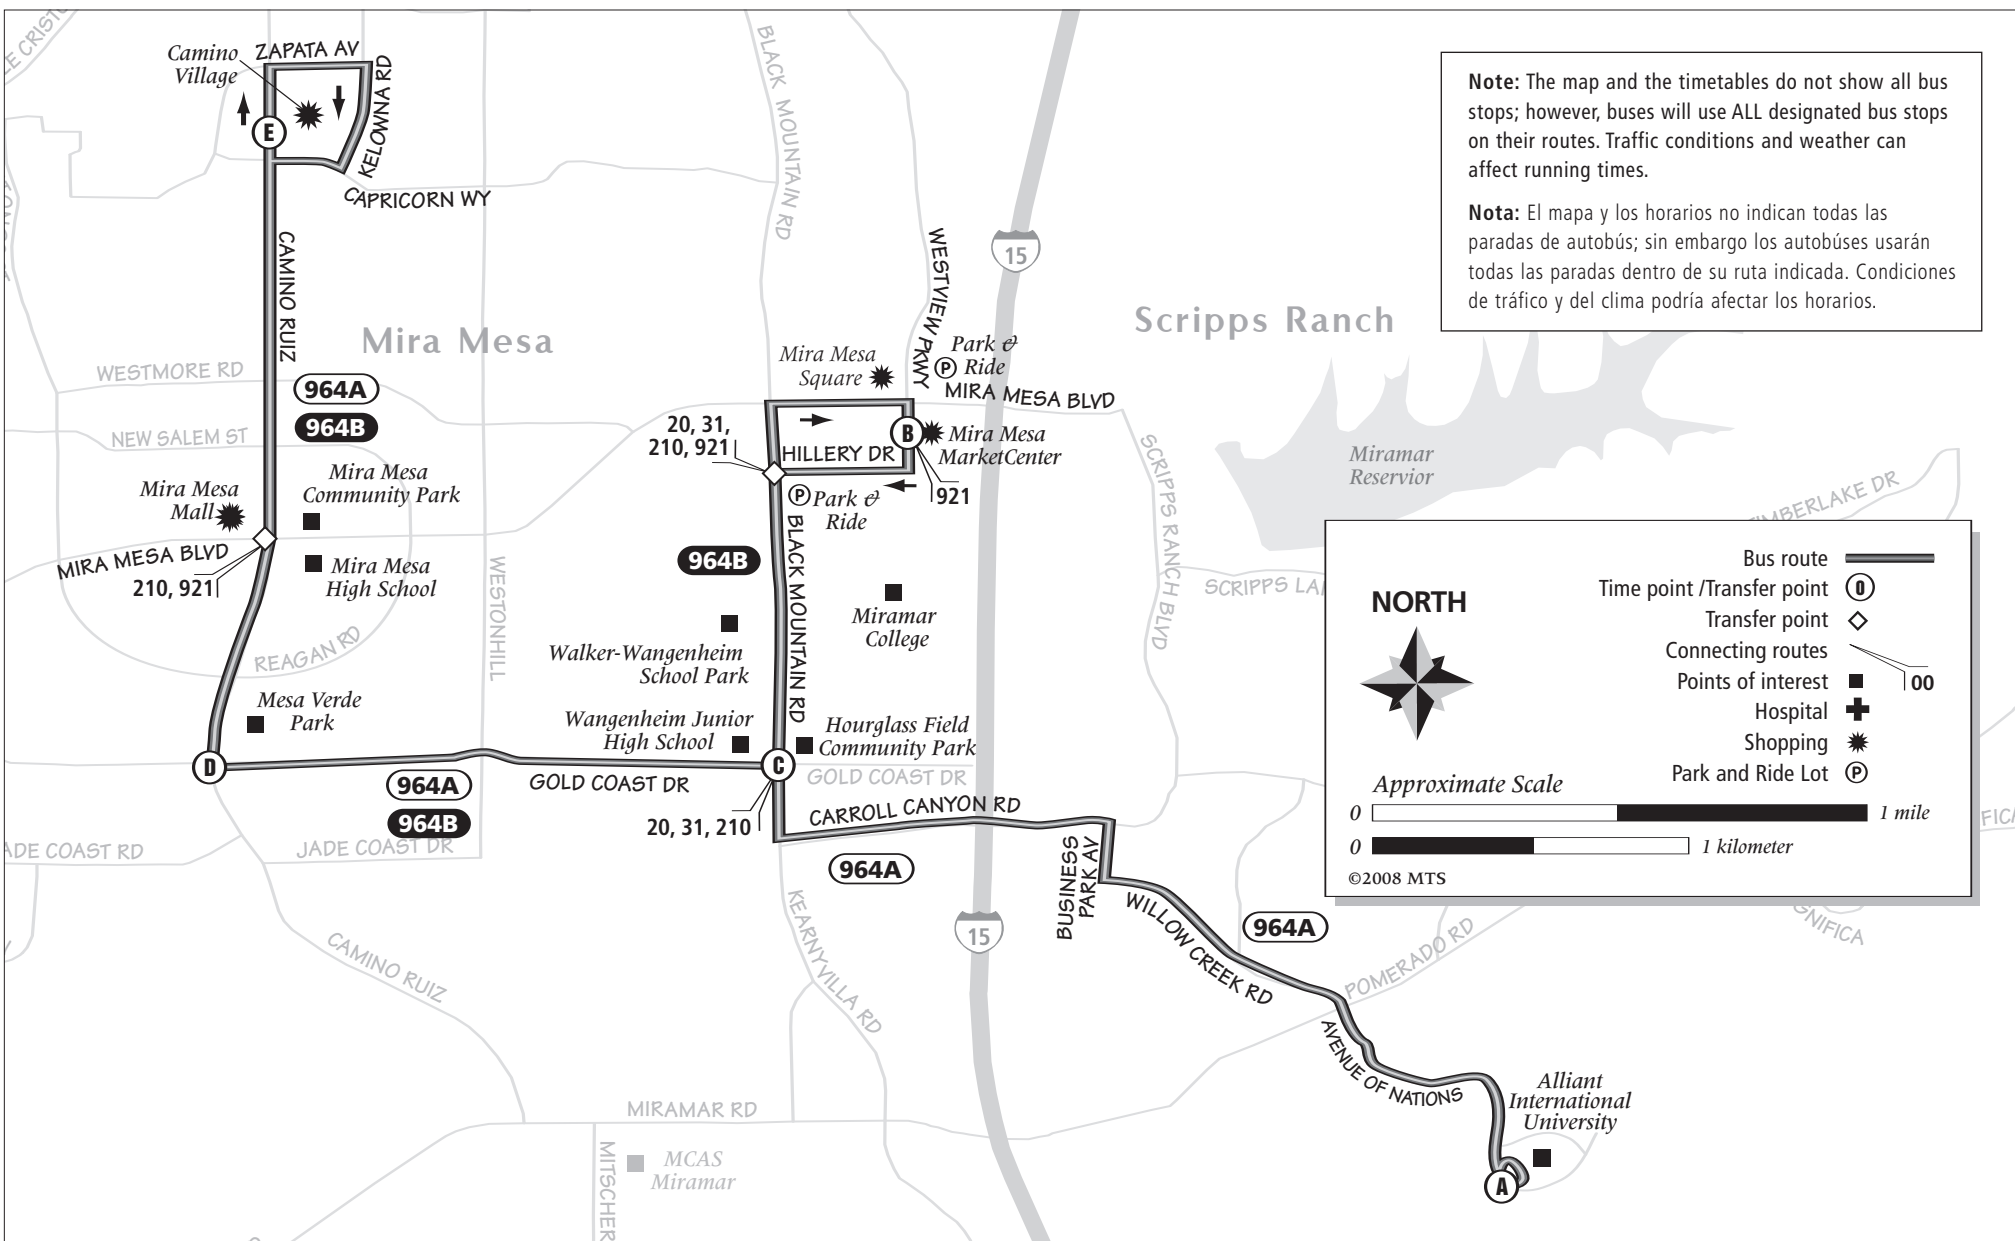 Camino
Village
ZAPATA AV
KELOWNA RD
E
CAPRICORN WY
CAMINO RUIZ
BLACK MOUNTAIN RD
WESTVIEW PKWY
15
Note: The map and the timetables do not show all bus
stops; however, buses will use ALL designated bus stops
on their routes. Traffic conditions and weather can
affect running times.
Nota: El mapa y los horarios no indican todas las
paradas de autobús; sin embargo los autobúses usarán
todas las paradas dentro de su ruta indicada. Condiciones
de tráfico y del clima podría afectar los horarios.
Mira Mesa
Scripps Ranch
WESTMORE RD
964A
964B
NEW SALEM ST
Mira Mesa
Square
Park &
Ride
P
MIRA MESA BLVD
20, 31,
210, 921
HILLERY DR
B
Mira Mesa
MarketCenter
921
P
Park &
Ride
Mira Mesa
Community Park
Mira Mesa
Mall
MIRA MESA BLVD
210, 921
Mira Mesa
High School
WESTONHILL
REAGAN RD
Mesa Verde
Park
D
964B
BLACK MOUNTAIN RD
Miramar
College
Walker-Wangenheim
School Park
Wangenheim Junior
High School
Hourglass Field
Community Park
C
GOLD COAST DR
GOLD COAST DR
964A
964B
20, 31, 210
CARROLL CANYON RD
964A
ADE COAST RD
JADE COAST DR
CAMINO RUIZ
KEARNYVILLA RD
15
BUSINESS
PARK AV
WILLOW CREEK RD
964A
POMERADO RD
AVENUE OF NATIONS
Alliant
International
University
A
MIRAMAR RD
MITSCHER
MCAS
Miramar
SCRIPPS RANCH BLVD
SCRIPPS LA
Miramar
Reservior
IMBERLAKE DR
GNIFICA
NORTH
Bus route
Time point /Transfer point 0
Transfer point
Connecting routes
Points of interest
00
Hospital
Shopping
Park and Ride Lot P
Approximate Scale
0 1 mile
0 1 kilometer
©2008 MTS